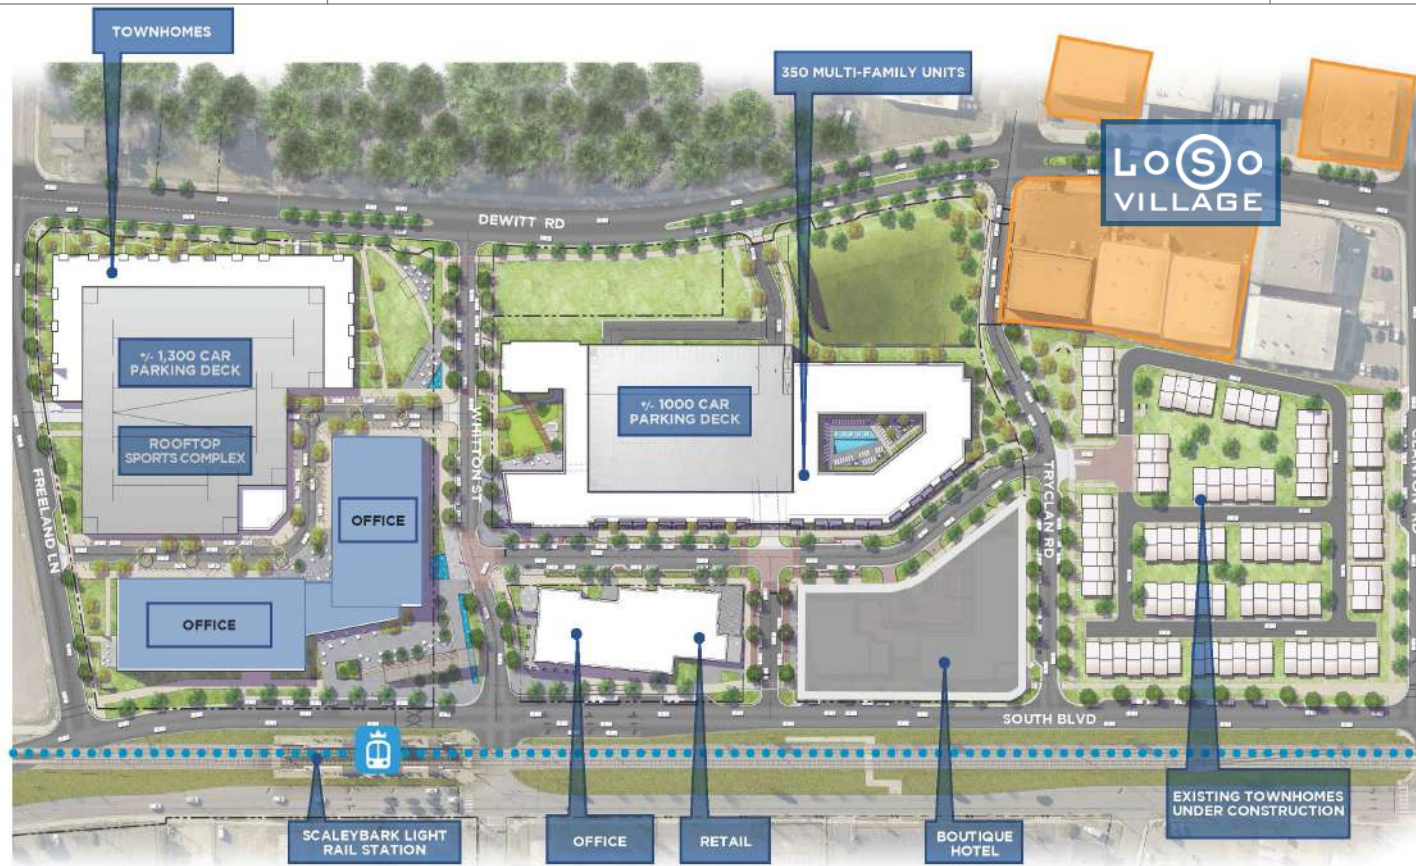 TOWNHOMES
350 MULTI-FAMILY UNITS
LOSO
VILLAGE
DEWITT RD
+/- 1,300 CAR
PARKING DECK
+/- 1000 CAR
PARKING DECK
ROOFTOP
SPORTS COMPLEX
WHITTON ST
FREELAND LN
TRYCLAN RD
OFFICE
OFFICE
SOUTH BLVD
EXISTING TOWNHOMES
UNDER CONSTRUCTION
SCALEYBARK LIGHT
RAIL STATION
OFFICE
RETAIL
BOUTIQUE
HOTEL